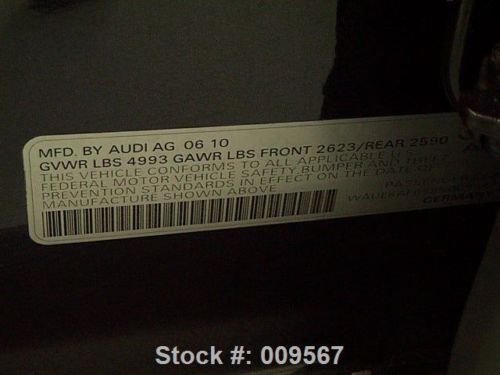 MFD. BY AUDI AG 06 10
GVWR LBS 4993 GAWR LBS FRONT 2623/REAR 2590
THIS VEHICLE CONFORMS TO ALL APPLICABLE
FEDERAL MOTOR VEHICLE SAFETY, BUMPER AND THEFT
PREVENTION STANDARDS IN EFFECT ON THE DATE OF
MANUFACTURE SHOWN ABOVE
GERMANY
Stock #: 009567